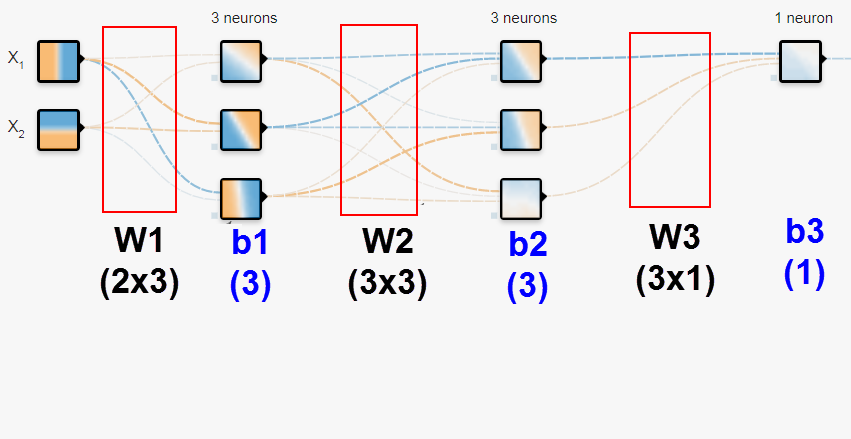 3 neurons
3 neurons
1 neuron
X1
X2
W1
(2x3)
b1
(3)
W2
(3x3)
b2
(3)
W3
(3x1)
b3
(1)